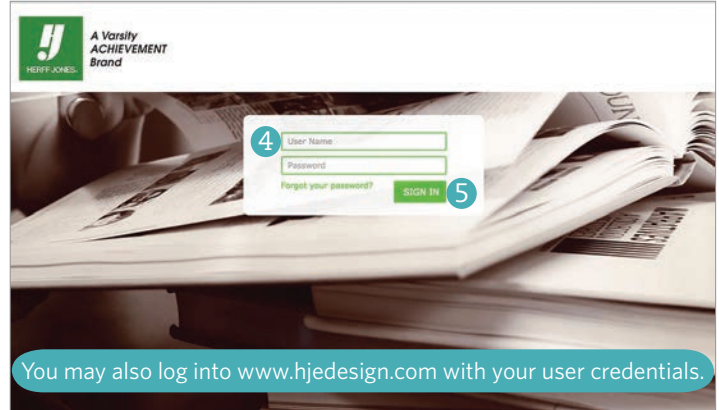 HERFF JONES.
A Varsity
ACHIEVEMENT
Brand
4
User Name
Password
Forgot your password?
SIGN IN
5
You may also log into www.hjedesign.com with your user credentials.